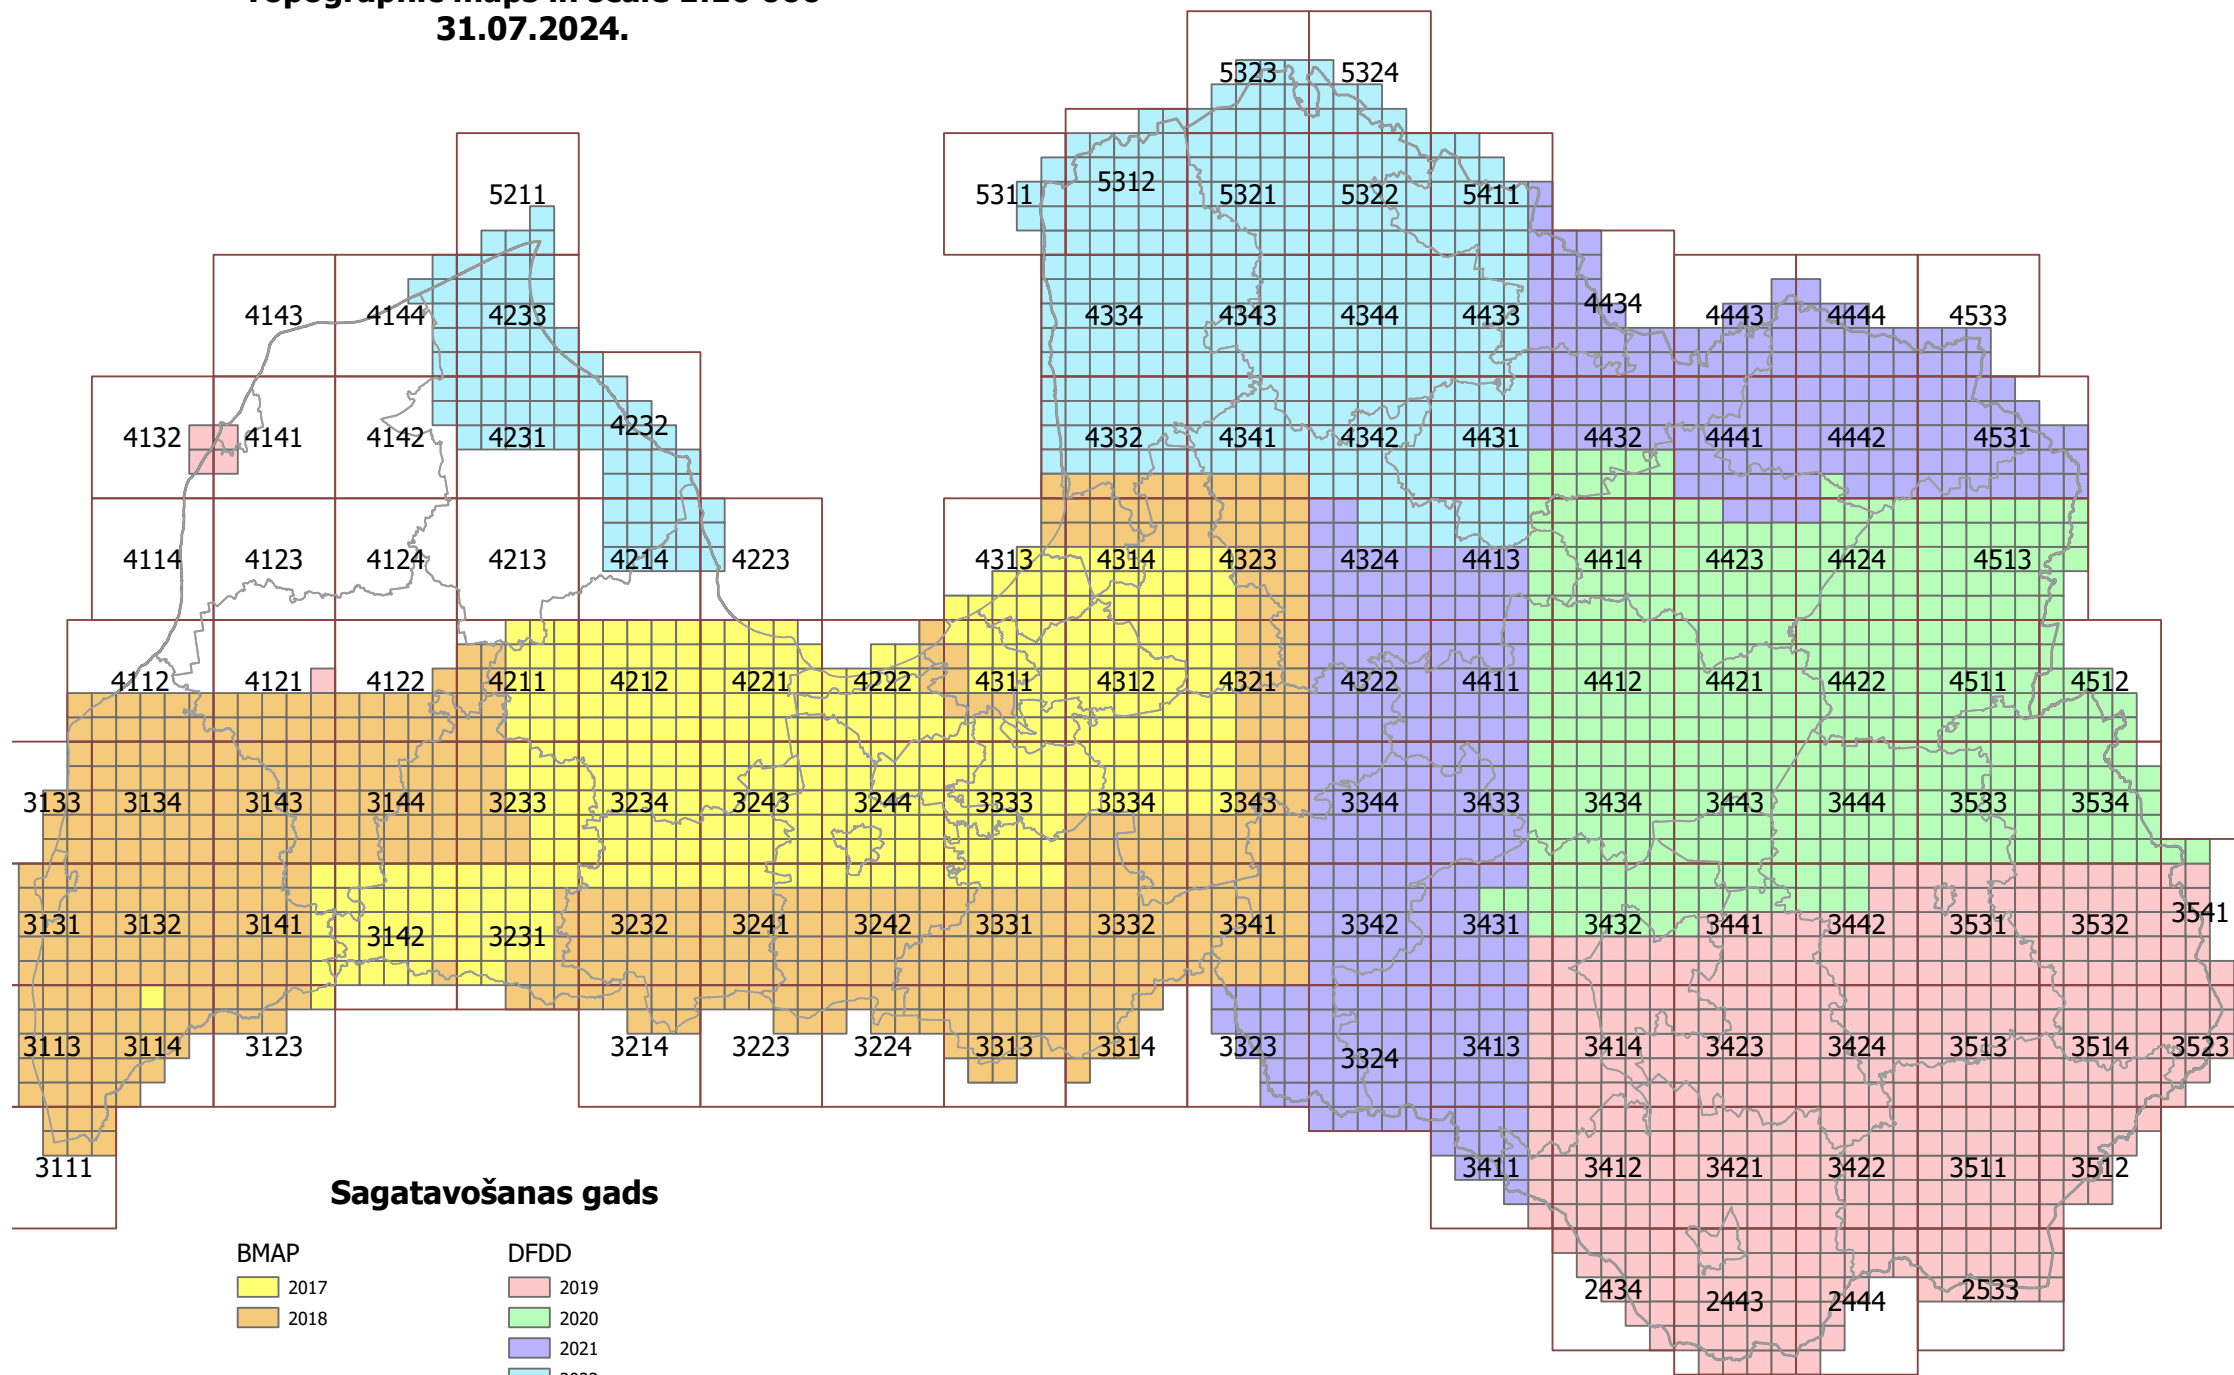 Topographic maps in scale 1:10 000
31.07.2024.
5323 5324
5211 5311 5312 5321 5322 5411
4143 4144 4233 4334 4343 4344 4433 4434 4443 4444 4533
4132 4141 4142 4231 4232 4332 4341 4342 4431 4432 4441 4442 4531
4114 4123 4124 4213 4214 4223 4313 4314 4323 4324 4413 4414 4423 4424 4513
4112 4121 4122 4211 4212 4221 4222 4311 4312 4321 4322 4411 4412 4421 4422 4511 4512
3133 3134 3143 3144 3233 3234 3243 3244 3333 3334 3343 3344 3433 3434 3443 3444 3533 3534
3131 3132 3141 3142 3231 3232 3241 3242 3331 3332 3341 3342 3431 3432 3441 3442 3531 3532 3541
3113 3114 3123 3214 3223 3224 3313 3314 3323 3324 3413 3414 3423 3424 3513 3514 3523
3111 3411 3412 3421 3422 3511 3512
2434 2443 2444 2533
Sagatavošanas gads
BMAP DFDD
2017 2019
2018 2020
2021